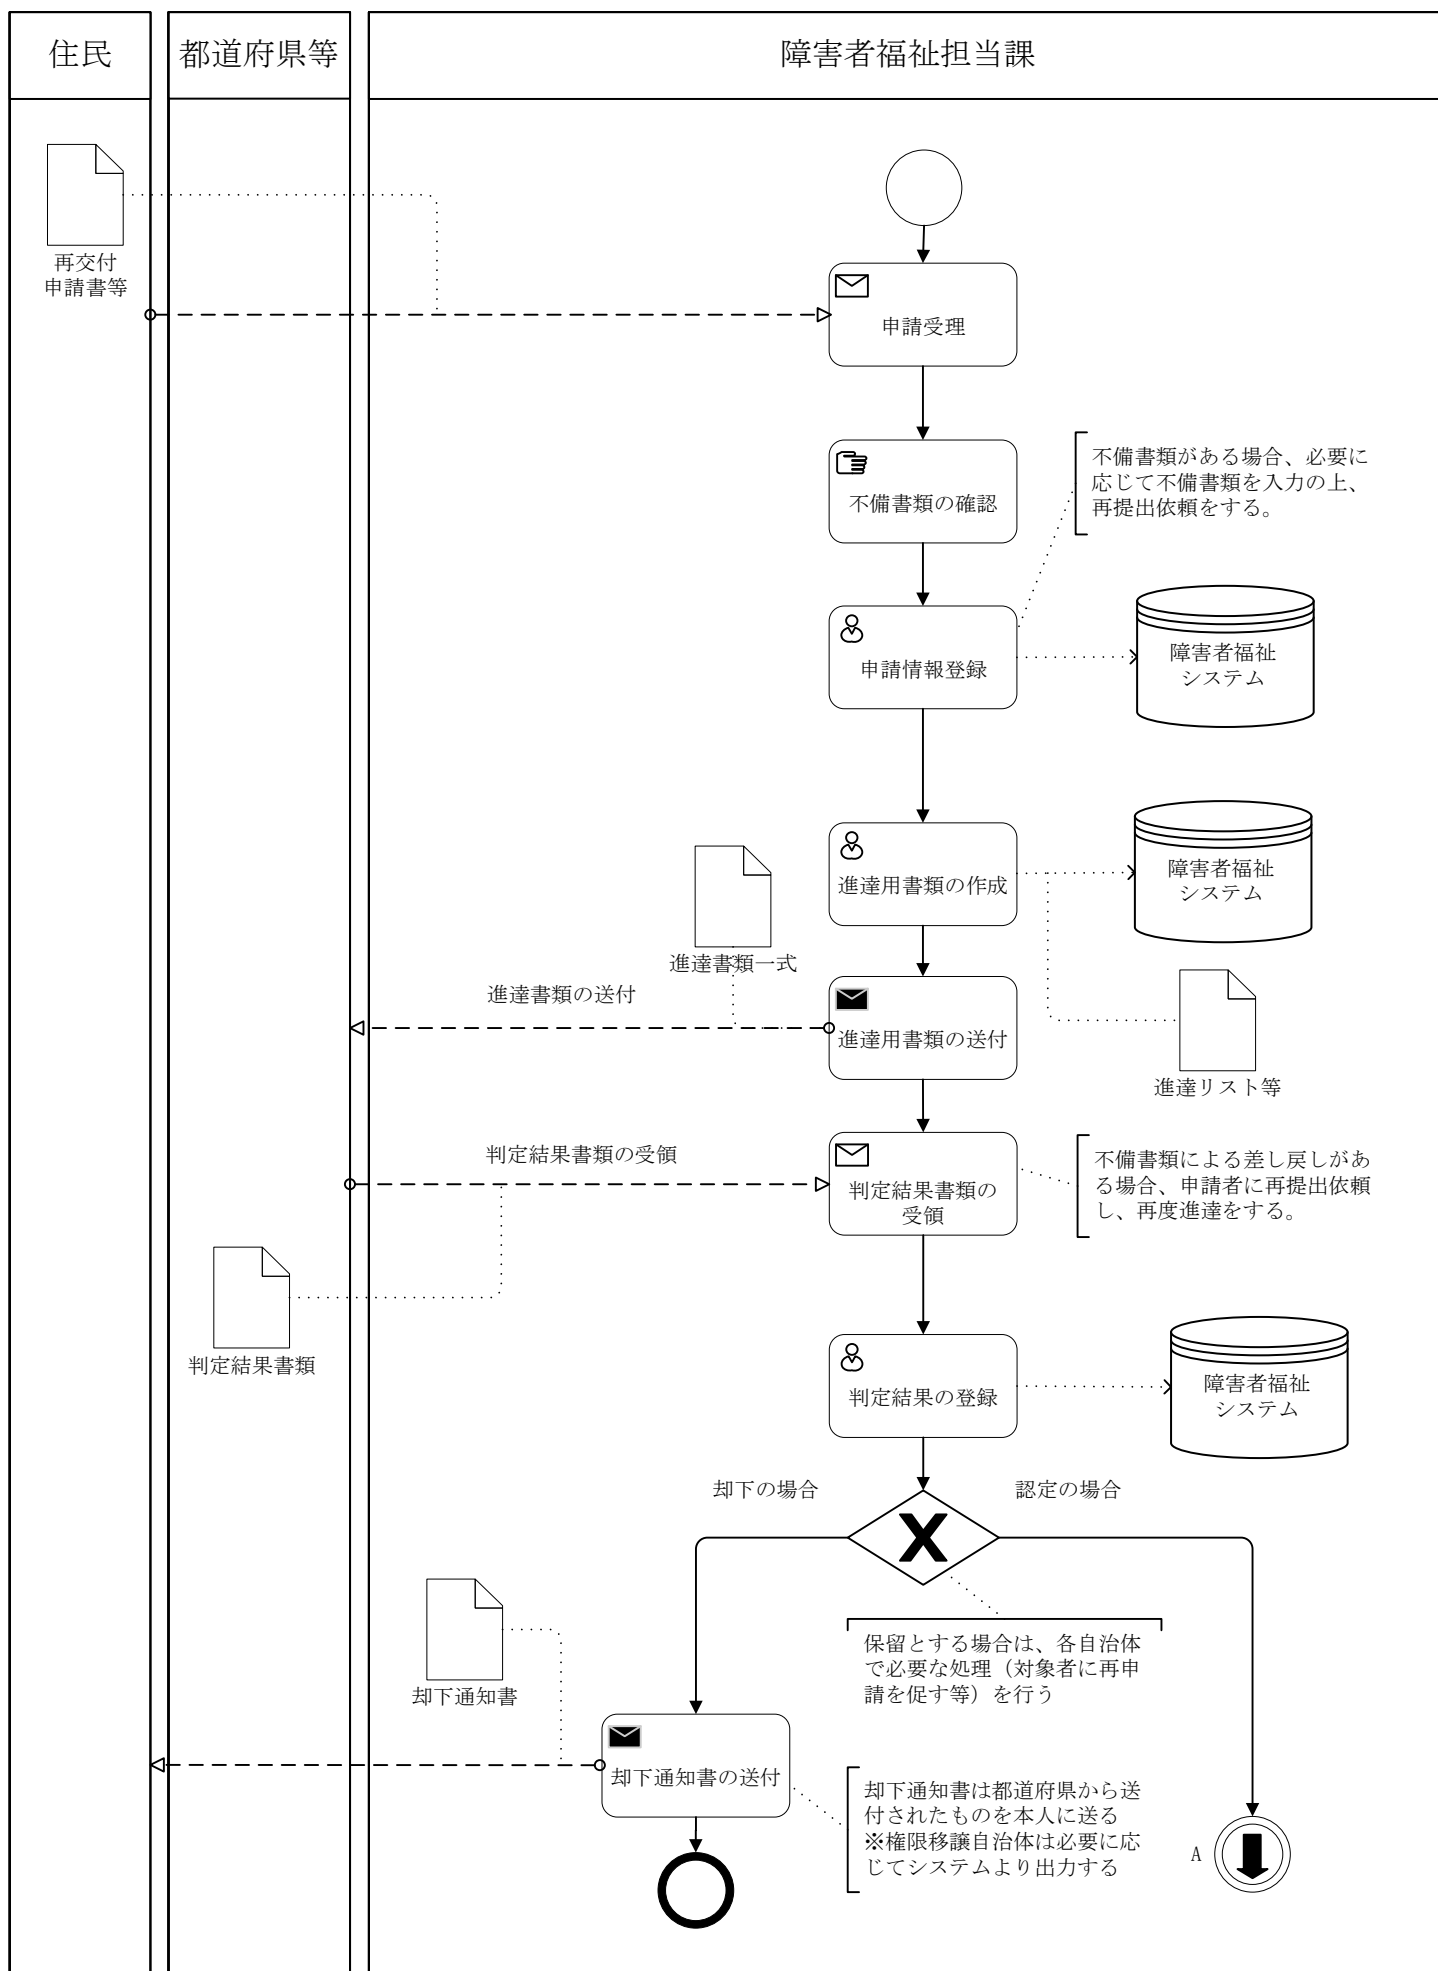 住民
都道府県等
障害者福祉担当課
再交付
申請書等
申請受理
不備書類の確認
不備書類がある場合、必要に
応じて不備書類を入力の上、
再提出依頼をする。
申請情報登録
障害者福祉
システム
進達用書類の作成
障害者福祉
システム
進達書類一式
進達書類の送付
進達用書類の送付
進達リスト等
判定結果書類の受領
判定結果書類の
受領
不備書類による差し戻しがあ
る場合、申請者に再提出依頼
し、再度進達をする。
判定結果書類
判定結果の登録
障害者福祉
システム
却下の場合
認定の場合
保留とする場合は、各自治体
で必要な処理（対象者に再申
請を促す等）を行う
却下通知書
却下通知書の送付
却下通知書は都道府県から送
付されたものを本人に送る
※権限移譲自治体は必要に応
じてシステムより出力する
A